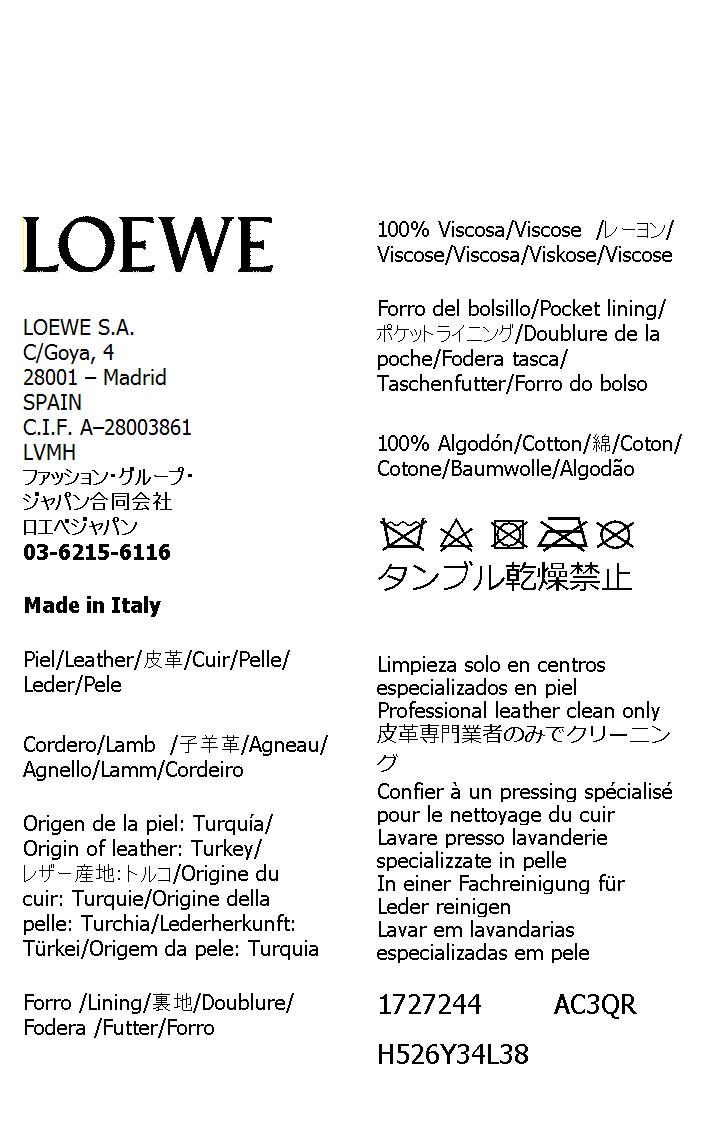 LOEWE
LOEWE S.A.
C/Goya, 4
28001 – Madrid
SPAIN
C.I.F. A–28003861
LVMH
ファッション・グループ・
ジャパン合同会社
ロエベジャパン
03-6215-6116
Made in Italy
Piel/Leather/皮革/Cuir/Pelle/
Leder/Pele
Cordero/Lamb /子羊革/Agneau/
Agnello/Lamm/Cordeiro
Origen de la piel: Turquía/
Origin of leather: Turkey/
レザー産地:トルコ/Origine du
cuir: Turquie/Origine della
pelle: Turchia/Lederherkunft:
Türkei/Origem da pele: Turquia
Forro /Lining/裏地/Doublure/
Fodera /Futter/Forro
100% Viscosa/Viscose /レーヨン/
Viscose/Viscosa/Viskose/Viscose
Forro del bolsillo/Pocket lining/
ポケットライニング/Doublure de la
poche/Fodera tasca/
Taschenfutter/Forro do bolso
100% Algodón/Cotton/綿/Coton/
Cotone/Baumwolle/Algodão
タンブル乾燥禁止
Limpieza solo en centros
especializados en piel
Professional leather clean only
皮革専門業者のみでクリーニン
グ
Confier à un pressing spécialisé
pour le nettoyage du cuir
Lavare presso lavanderie
specializzate in pelle
In einer Fachreinigung für
Leder reinigen
Lavar em lavandarias
especializadas em pele
1727244 AC3QR
H526Y34L38